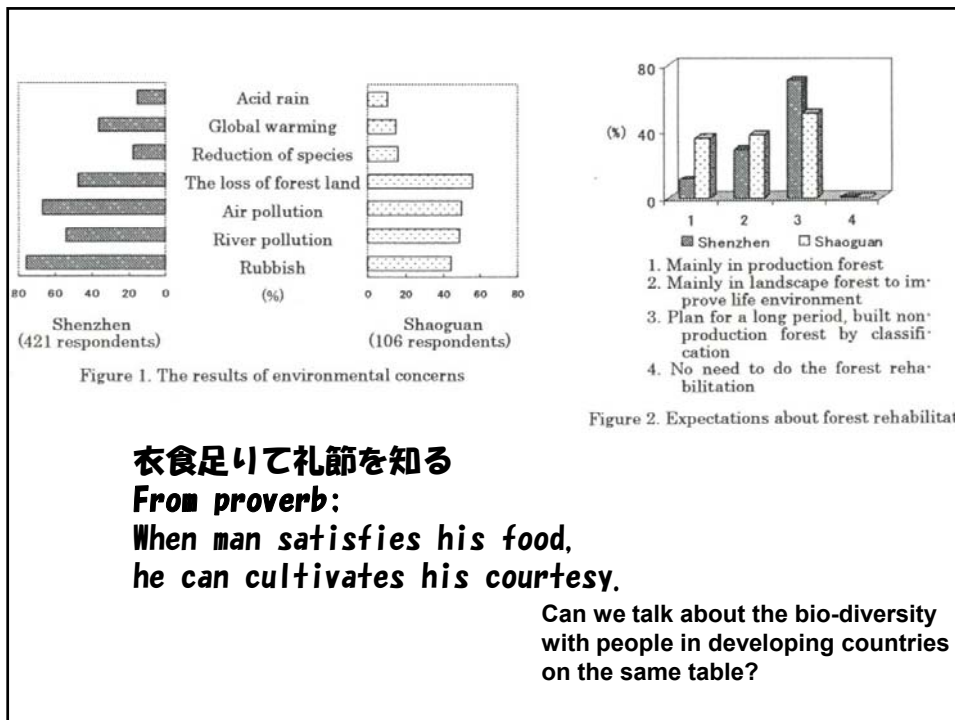 Acid rain
Global warming
Reduction of species
The loss of forest land
Air pollution
River pollution
Rubbish
80 60 40 20 0
(%)
0 20 40 60 80
Shenzhen
(421 respondents)
Shaoguan
(106 respondents)
Figure 1. The results of environmental concerns
80
(%) 40
0
1 2 3 4
Shenzhen Shaoguan
1. Mainly in production forest
2. Mainly in landscape forest to im-
prove life environment
3. Plan for a long period, built non-
production forest by classifi-
cation
4. No need to do the forest reha-
bilitation
Figure 2. Expectations about forest rehabilitat
衣食足りて礼節を知る
From proverb:
When man satisfies his food,
he can cultivates his courtesy.
Can we talk about the bio-diversity
with people in developing countries
on the same table?